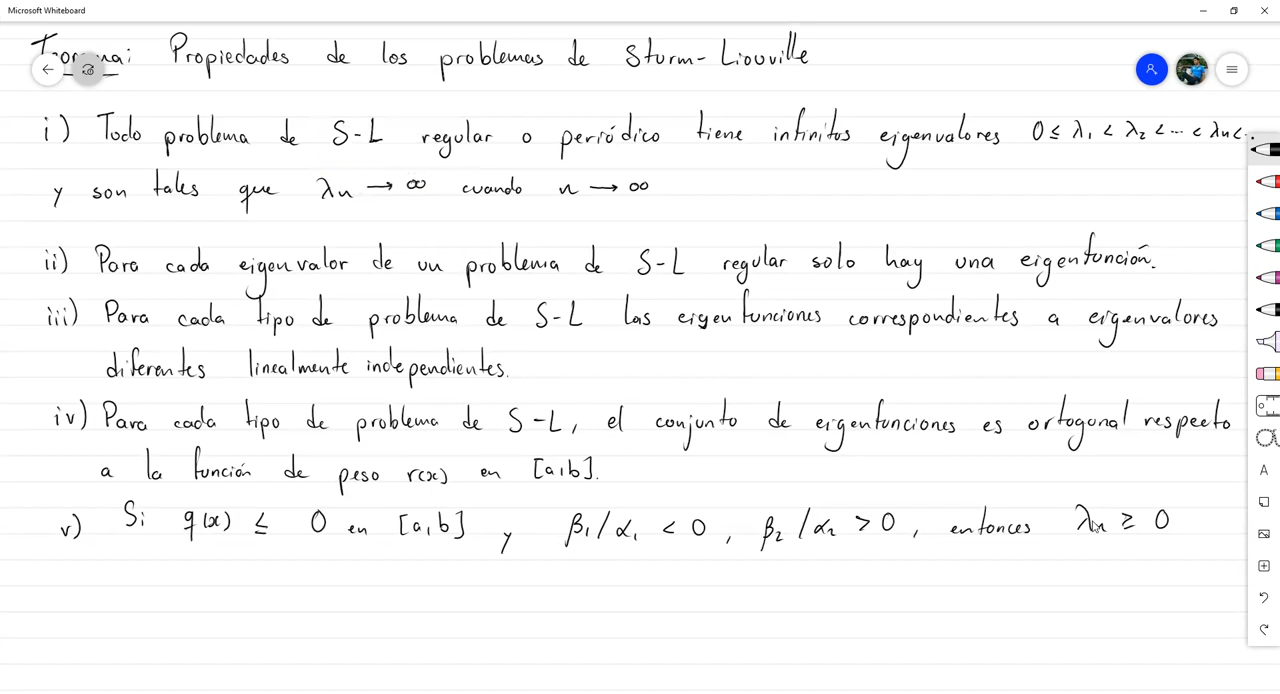 Microsoft Whiteboard
Propiedades de los problemas de Sturm-Liouville
i) Todo problema de S-L regular o periódico tiene infinitos eigenvalores 0 ≤ λ₁ < λ₂ < ... < λn < ..
y son tales que λn → ∞ cuando n → ∞
ii) Para cada eigenvalor de un problema de S-L regular solo hay una eigenfunción.
iii) Para cada tipo de problema de S-L las eigenfunciones correspondientes a eigenvalores
diferentes linealmente independientes.
iv) Para cada tipo de problema de S-L, el conjunto de eigenfunciones es ortogonal respecto
a la función de peso r(x) en [a,b].
v) Si q(x) ≤ 0 en [a,b] y β₁/α₁ < 0, β₂/α₂ > 0, entonces λn ≥ 0
A